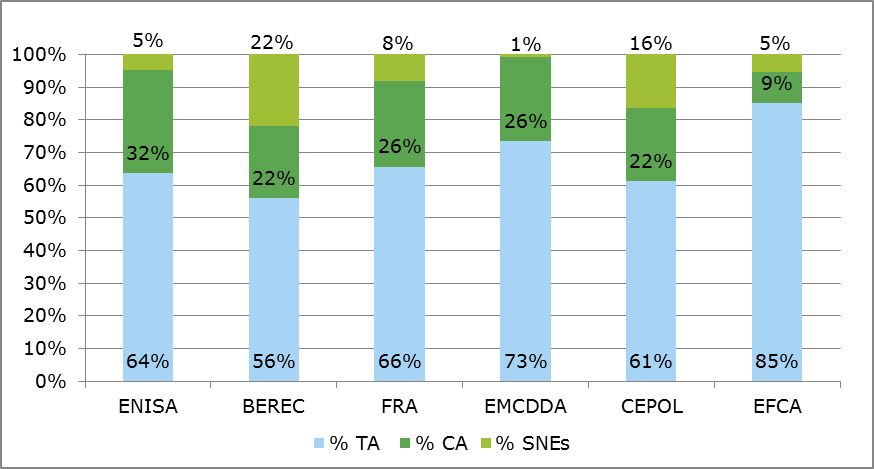 5% 22% 8% 1% 16% 5%
100%
90%
80%
70%
60%
50%
40%
30%
20%
10%
0%
9%
26%
32% 26% 22%
22%
64% 56% 66% 73% 61% 85%
ENISA BEREC FRA EMCDDA CEPOL EFCA
% TA % CA % SNEs